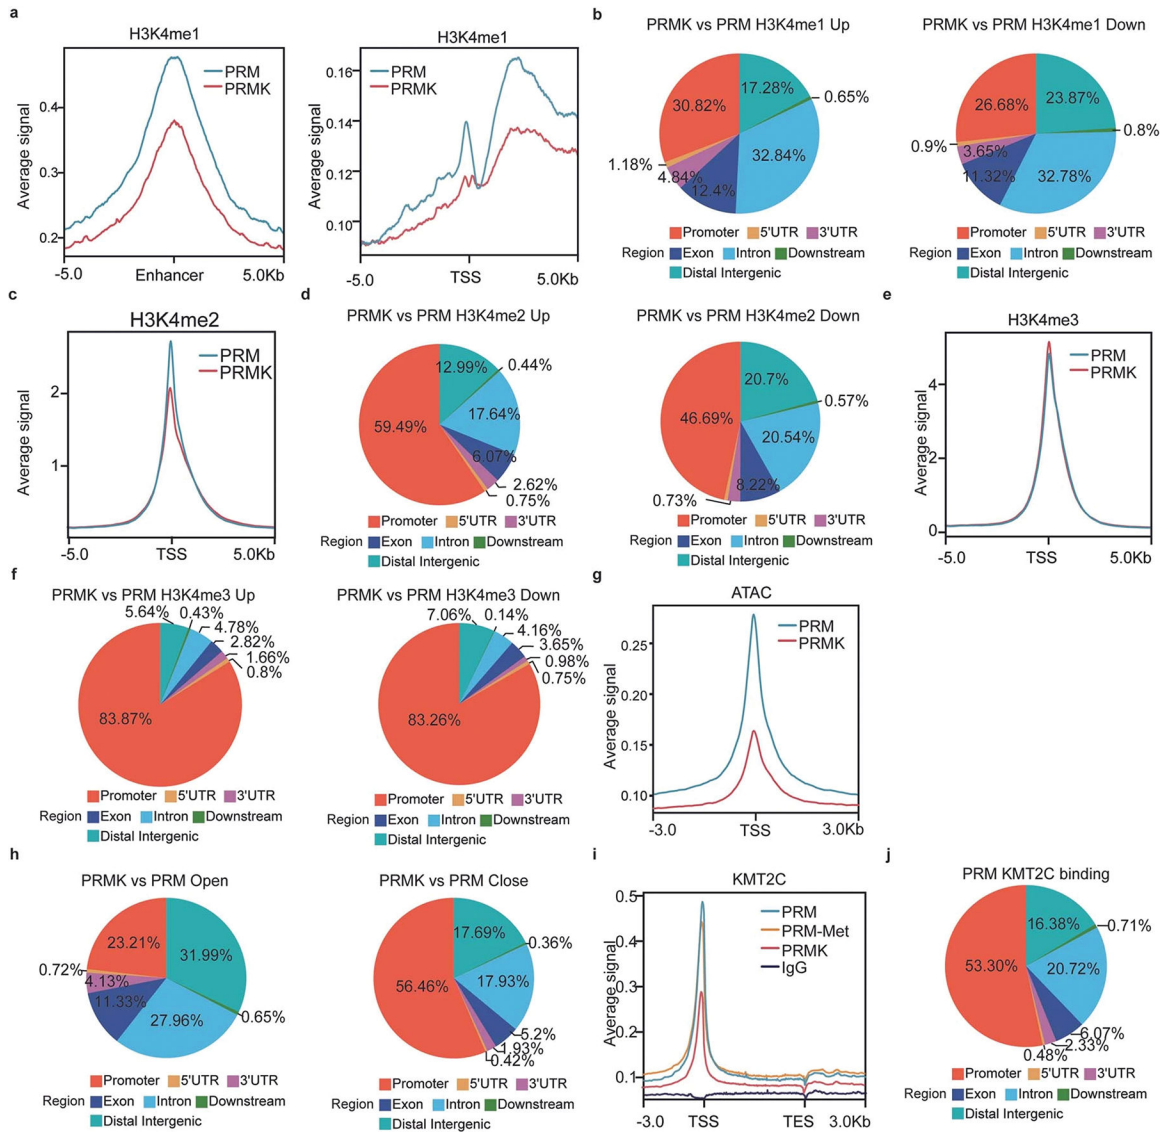 a
H3K4me1
Average signal
0.4
0.3
0.2
PRM
PRMK
-5.0 Enhancer 5.0Kb
H3K4me1
Average signal
0.16
0.14
0.12
0.10
PRM
PRMK
-5.0 TSS 5.0Kb
b
PRMK vs PRM H3K4me1 Up
17.28%
0.65%
32.84%
12.4%
4.84%
1.18%
30.82%
Promoter 5'UTR 3'UTR
Region Exon Intron Downstream
Distal Intergenic
PRMK vs PRM H3K4me1 Down
23.87%
0.8%
32.78%
11.32%
3.65%
0.9%
26.68%
Promoter 5'UTR 3'UTR
Region Exon Intron Downstream
Distal Intergenic
c
H3K4me2
Average signal
2
1
PRM
PRMK
-5.0 TSS 5.0Kb
d
PRMK vs PRM H3K4me2 Up
12.99%
0.44%
17.64%
6.07%
2.62%
0.75%
59.49%
Promoter 5'UTR 3'UTR
Region Exon Intron Downstream
Distal Intergenic
PRMK vs PRM H3K4me2 Down
20.7%
0.57%
20.54%
8.22%
0.73%
46.69%
Promoter 5'UTR 3'UTR
Region Exon Intron Downstream
Distal Intergenic
e
H3K4me3
Average signal
4
2
0
PRM
PRMK
-5.0 TSS 5.0Kb
f
PRMK vs PRM H3K4me3 Up
5.64% 0.43%
4.78%
2.82%
1.66%
0.8%
83.87%
Promoter 5'UTR 3'UTR
Region Exon Intron Downstream
Distal Intergenic
PRMK vs PRM H3K4me3 Down
7.06% 0.14%
4.16%
3.65%
0.98%
0.75%
83.26%
Promoter 5'UTR 3'UTR
Region Exon Intron Downstream
Distal Intergenic
g
ATAC
Average signal
0.25
0.20
0.15
0.10
PRM
PRMK
-3.0 TSS 3.0Kb
h
PRMK vs PRM Open
31.99%
0.65%
27.96%
11.33%
4.13%
0.72%
23.21%
Promoter 5'UTR 3'UTR
Region Exon Intron Downstream
Distal Intergenic
PRMK vs PRM Close
17.69%
0.36%
17.93%
5.2%
1.93%
0.42%
56.46%
Promoter 5'UTR 3'UTR
Region Exon Intron Downstream
Distal Intergenic
i
KMT2C
Average signal
0.5
0.4
0.3
0.2
0.1
PRM
PRM-Met
PRMK
IgG
-3.0 TSS TES 3.0Kb
j
PRM KMT2C binding
16.38%
0.71%
20.72%
6.07%
2.33%
0.48%
53.30%
Promoter 5'UTR 3'UTR
Region Exon Intron Downstream
Distal Intergenic